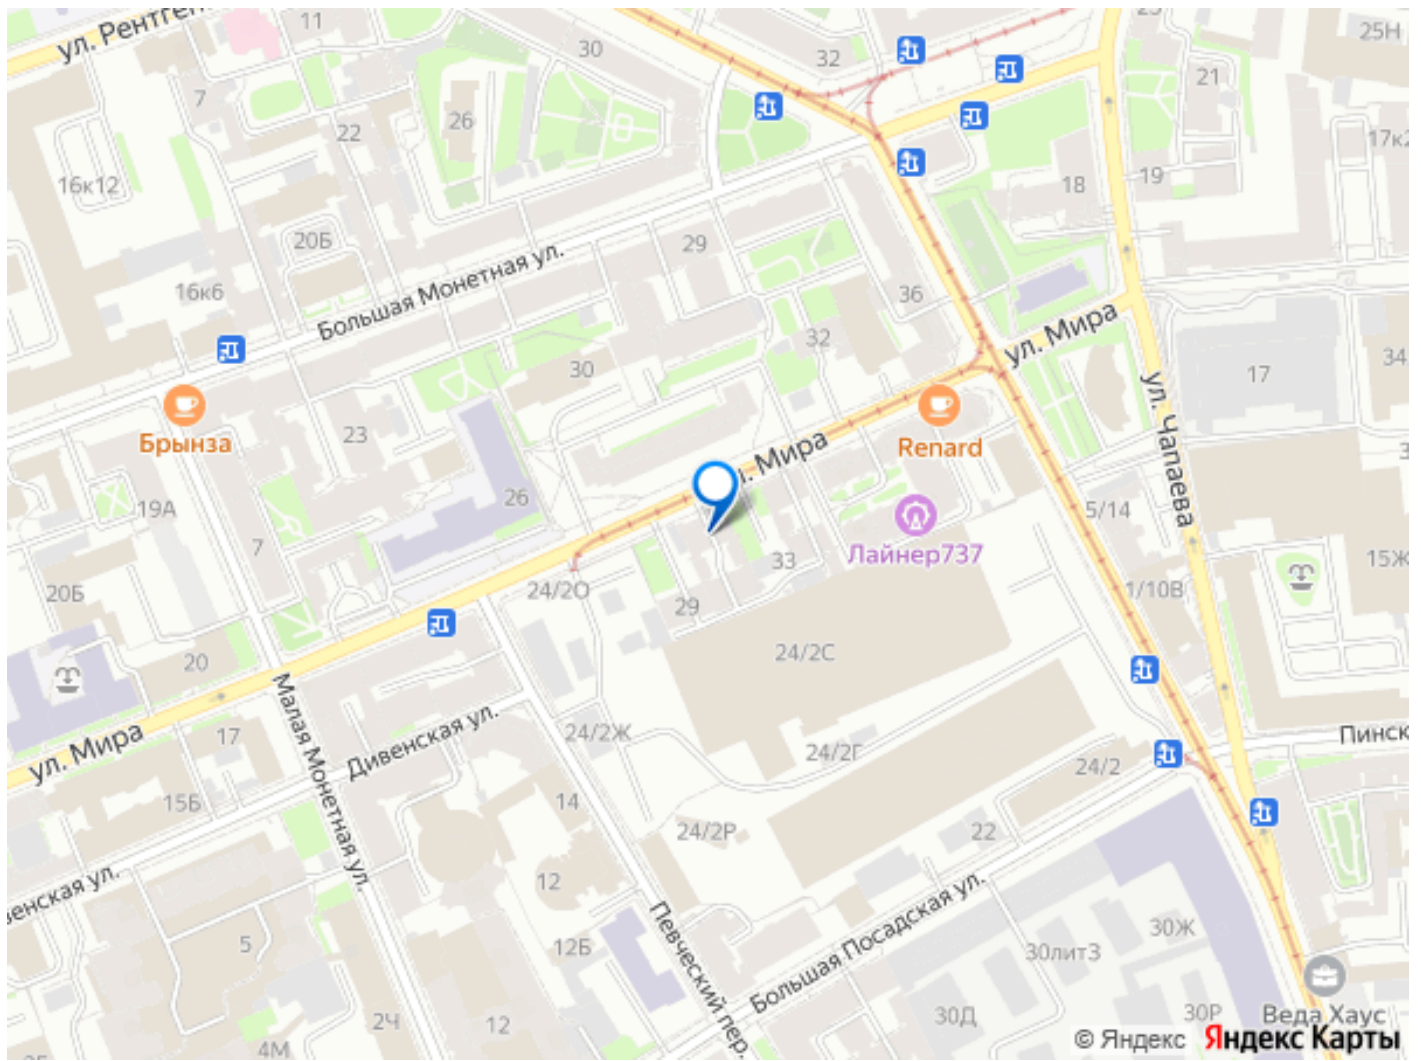 ул. Рентген
11
30
32
23
25Н
7
22
26
21
17к2
16к12
18
19
20Б
29
16к6
Большая Монетная ул.
36
ул. Мира
32
30
17
34
Брынза
23
Renard
ул. Чапаева
ул. Мира
19А
26
5/14
7
Лайнер737
33
15Ж
20Б
24/2О
29
1/10В
20
24/2С
Малая Монетная ул.
17
ул. Мира
Дивенская ул.
24/2Ж
24/2Г
24/2
Пинск
15Б
14
24/2Р
22
венская ул.
12
5
12Б
Певческий пер.
Большая Посадская ул.
30литЗ
30Ж
2Ч
12
30Д
30Р
Веда Хаус
4М
© Яндекс Яндекс Карты